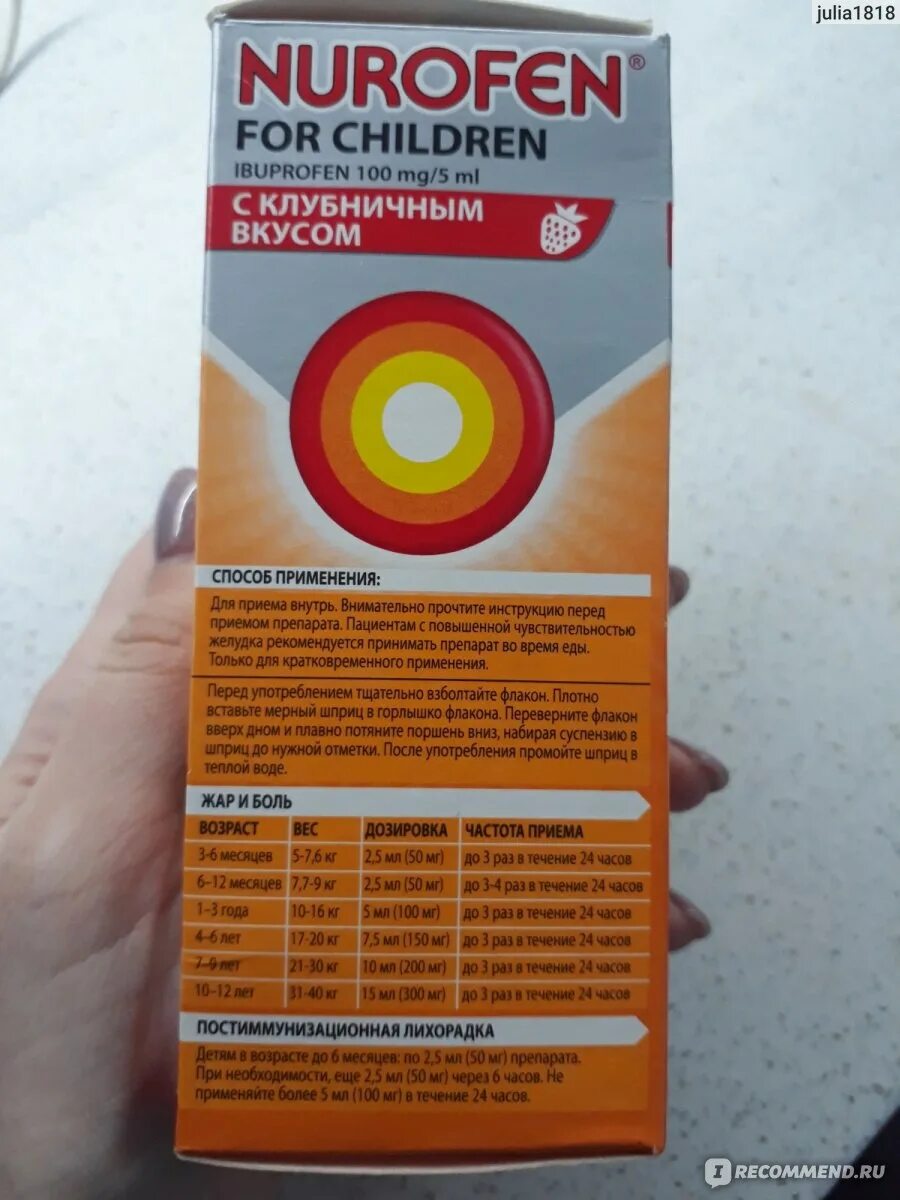 julia1818
NUROFEN®
FOR CHILDREN
IBUPROFEN 100 mg/5 ml
С КЛУБНИЧНЫМ
ВКУСОМ
СПОСОБ ПРИМЕНЕНИЯ:
Для приема внутрь. Внимательно прочтите инструкцию перед
приемом препарата. Пациентам с повышенной чувствительностью
желудка рекомендуется принимать препарат во время еды.
Только для кратковременного применения.
Перед употреблением тщательно взболтайте флакон. Плотно
вставьте мерный шприц в горлышко флакона. Переверните флакон
вверх дном и плавно потяните поршень вниз, набирая суспензию в
шприц до нужной отметки. После употребления промойте шприц в
теплой воде.
ЖАР И БОЛЬ
ВОЗРАСТ ВЕС ДОЗИРОВКА ЧАСТОТА ПРИЕМА
3-6 месяцев 5-7,6 кг 2,5 мл (50 мг) до 3 раз в течение 24 часов
6–12 месяцев 7,7-9 кг 2,5 мл (50 мг) до 3-4 раз в течение 24 часов
1–3 года 10-16 кг 5 мл (100 мг) до 3 раз в течение 24 часов
4–6 лет 17-20 кг 7,5 мл (150 мг) до 3 раз в течение 24 часов
7–9 лет 21-30 кг 10 мл (200 мг) до 3 раз в течение 24 часов
10–12 лет 31-40 кг 15 мл (300 мг) до 3 раз в течение 24 часов
ПОСТИММУНИЗАЦИОННАЯ ЛИХОРАДКА
Детям в возрасте до 6 месяцев: по 2,5 мл (50 мг) препарата.
При необходимости, еще 2,5 мл (50 мг) через 6 часов. Не
применяйте более 5 мл (100 мг) в течение 24 часов.
IRECOMMEND.RU